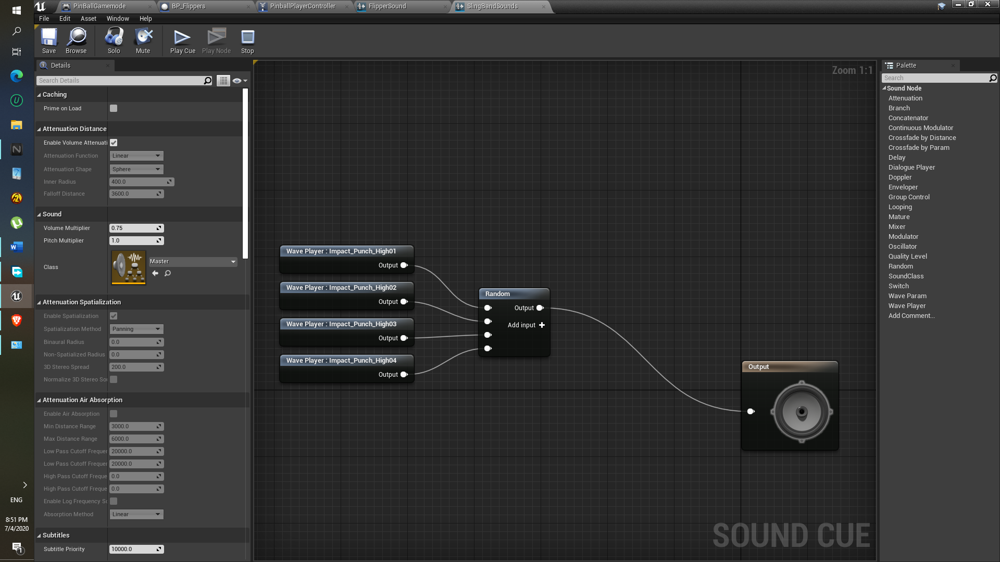 PinBallGamemode
BP_Flippers
PinballPlayerController
FlipperSound
SlingBandSounds
File Edit Asset Window Help
Save Browse Solo Mute Play Cue Play Node Stop
Details
Search Details
Caching
Prime on Load
Attenuation Distance
Enable Volume Attenuati
Attenuation Function Linear
Attenuation Shape Sphere
Inner Radius 400.0
Falloff Distance 3600.0
Sound
Volume Multiplier 0.75
Pitch Multiplier 1.0
Class Master
Attenuation Spatialization
Enable Spatialization
Spatialization Method Panning
Binaural Radius 0.0
Non-Spatialized Radius 0.0
3D Stereo Spread 200.0
Normalize 3D Stereo Sou
Attenuation Air Absorption
Enable Air Absorption
Min Distance Range 3000.0
Max Distance Range 6000.0
Low Pass Cutoff Frequer 20000.0
Low Pass Cutoff Frequer 20000.0
High Pass Cutoff Freque 0.0
High Pass Cutoff Freque 0.0
Enable Log Frequency Sc
Absorption Method Linear
Subtitles
Subtitle Priority 10000.0
Zoom 1:1
Wave Player : Impact_Punch_High01
Output
Wave Player : Impact_Punch_High02
Output
Wave Player : Impact_Punch_High03
Output
Wave Player : Impact_Punch_High04
Output
Random
Output
Add input
Output
SOUND CUE
Palette
Search
Sound Node
Attenuation
Branch
Concatenator
Continuous Modulator
Crossfade by Distance
Crossfade by Param
Delay
Dialogue Player
Doppler
Enveloper
Group Control
Looping
Mature
Mixer
Modulator
Oscillator
Quality Level
Random
SoundClass
Switch
Wave Param
Wave Player
Add Comment...
ENG
8:51 PM
7/4/2020
1